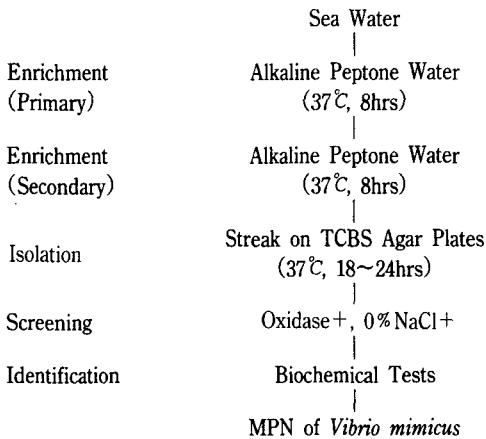 Sea Water
Enrichment Alkaline Peptone Water
(Primary) (37℃, 8hrs)
Enrichment Alkaline Peptone Water
(Secondary) (37℃, 8hrs)
Streak on TCBS Agar Plates
Isolation
(37℃, 18~24hrs)
Screening Oxidase+, 0%NaCl+
Identification Biochemical Tests
MPN of Vibrio mimicus